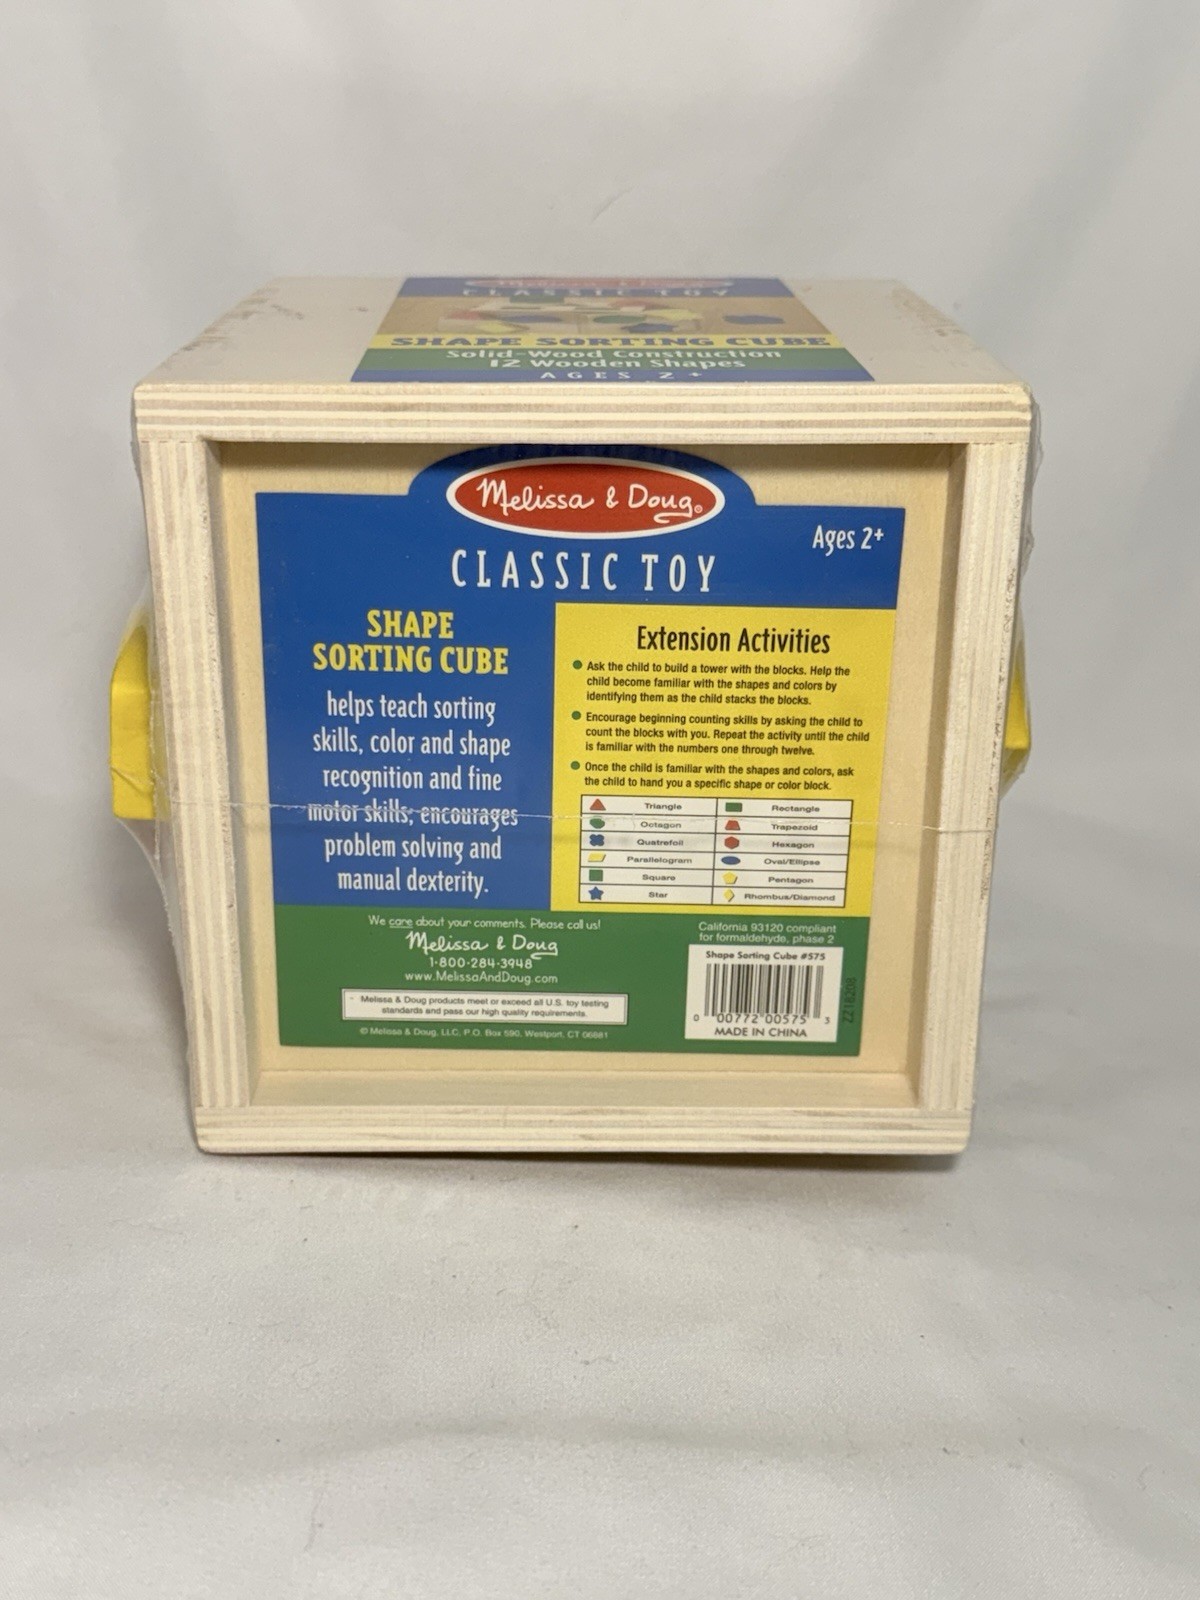 Melissa & Doug
CLASSIC TOY
SHAPE SORTING CUBE
Solid-Wood Construction
12 Wooden Shapes
AGES 2+
Melissa & Doug®
Ages 2+
CLASSIC TOY
SHAPE
SORTING CUBE
helps teach sorting
skills, color and shape
recognition and fine
motor skills; encourages
problem solving and
manual dexterity.
Extension Activities
Ask the child to build a tower with the blocks. Help the
child become familiar with the shapes and colors by
identifying them as the child stacks the blocks.
Encourage beginning counting skills by asking the child to
count the blocks with you. Repeat the activity until the child
is familiar with the numbers one through twelve.
Once the child is familiar with the shapes and colors, ask
the child to hand you a specific shape or color block.
Triangle Rectangle
Octagon Trapezoid
Quatrefoil Hexagon
Parallelogram Oval/Ellipse
Square Pentagon
Star Rhombus/Diamond
We care about your comments. Please call us!
Melissa & Doug
1-800-284-3948
www.MelissaAndDoug.com
Melissa & Doug products meet or exceed all U.S. toy testing
standards and pass our high quality requirements.
© Melissa & Doug, LLC, P.O. Box 590, Westport, CT 06881
California 93120 compliant
for formaldehyde, phase 2
Shape Sorting Cube #575
0 00772 00575 3
MADE IN CHINA